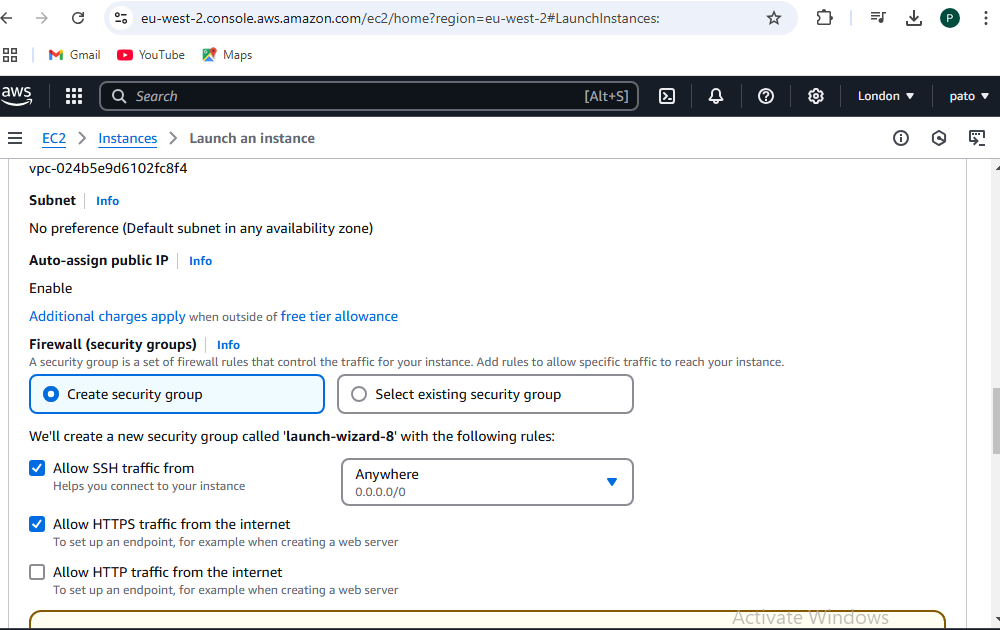 eu-west-2.console.aws.amazon.com/ec2/home?region=eu-west-2#LaunchInstances:
P
Gmail YouTube Maps
aws Search [Alt+S] London pato
EC2 Instances Launch an instance
vpc-024b5e9d6102fc8f4
Subnet Info
No preference (Default subnet in any availability zone)
Auto-assign public IP Info
Enable
Additional charges apply when outside of free tier allowance
Firewall (security groups) Info
A security group is a set of firewall rules that control the traffic for your instance. Add rules to allow specific traffic to reach your instance.
Create security group Select existing security group
We'll create a new security group called 'launch-wizard-8' with the following rules:
Allow SSH traffic from
Helps you connect to your instance
Anywhere
0.0.0.0/0
Allow HTTPS traffic from the internet
To set up an endpoint, for example when creating a web server
Allow HTTP traffic from the internet
To set up an endpoint, for example when creating a web server
Activate Windows